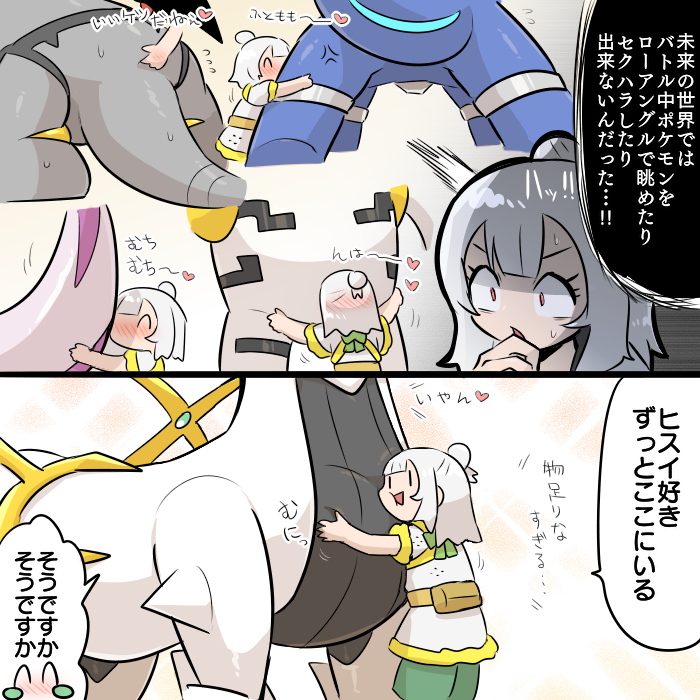 未来の世界では
バトル中ポケモンを
ローアングルで眺めたり
セクハラしたり
出来ないんだった…!!
ハッ!!
ふともも〜
いいケツだねぇ
んは〜
むち
むち〜
ヒスイ好き
ずっとここにいる
いやん
物足りな
すぎる…
むにっ
そうですか
そうですか